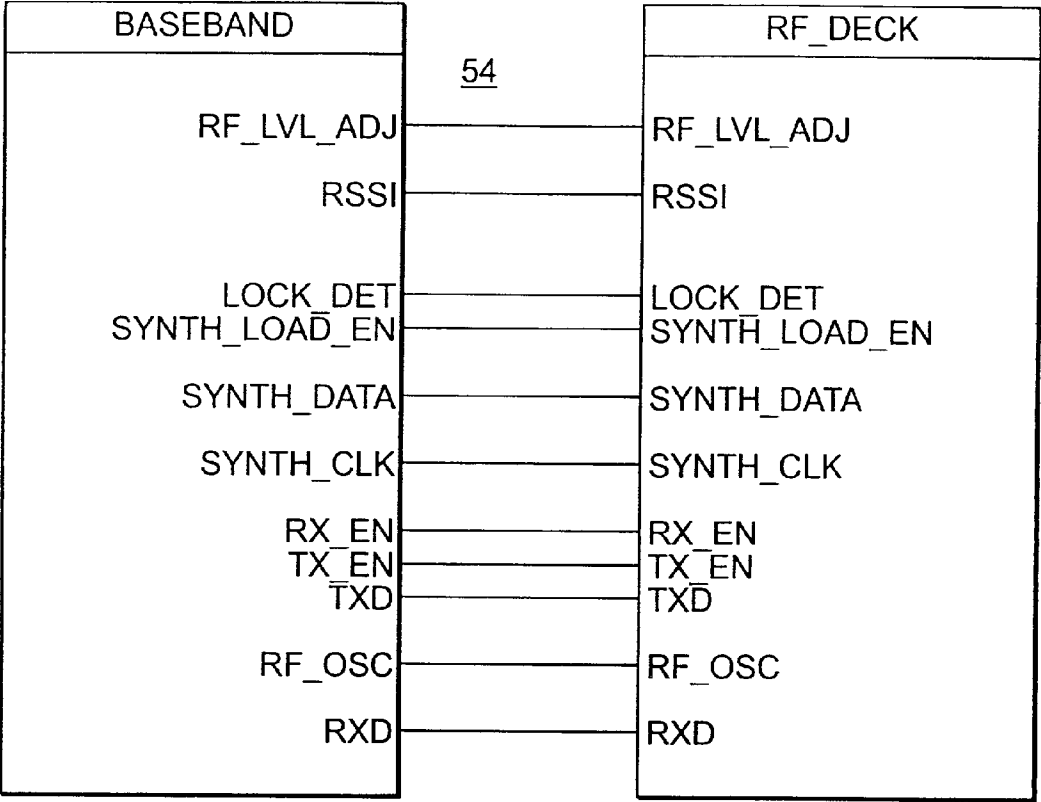 BASEBAND
RF_DECK
54
RF_LVL_ADJ RF_LVL_ADJ
RSSI RSSI
LOCK_DET LOCK_DET
SYNTH_LOAD_EN SYNTH_LOAD_EN
SYNTH_DATA SYNTH_DATA
SYNTH_CLK SYNTH_CLK
RX_EN RX_EN
TX_EN TX_EN
TXD TXD
RF_OSC RF_OSC
RXD RXD